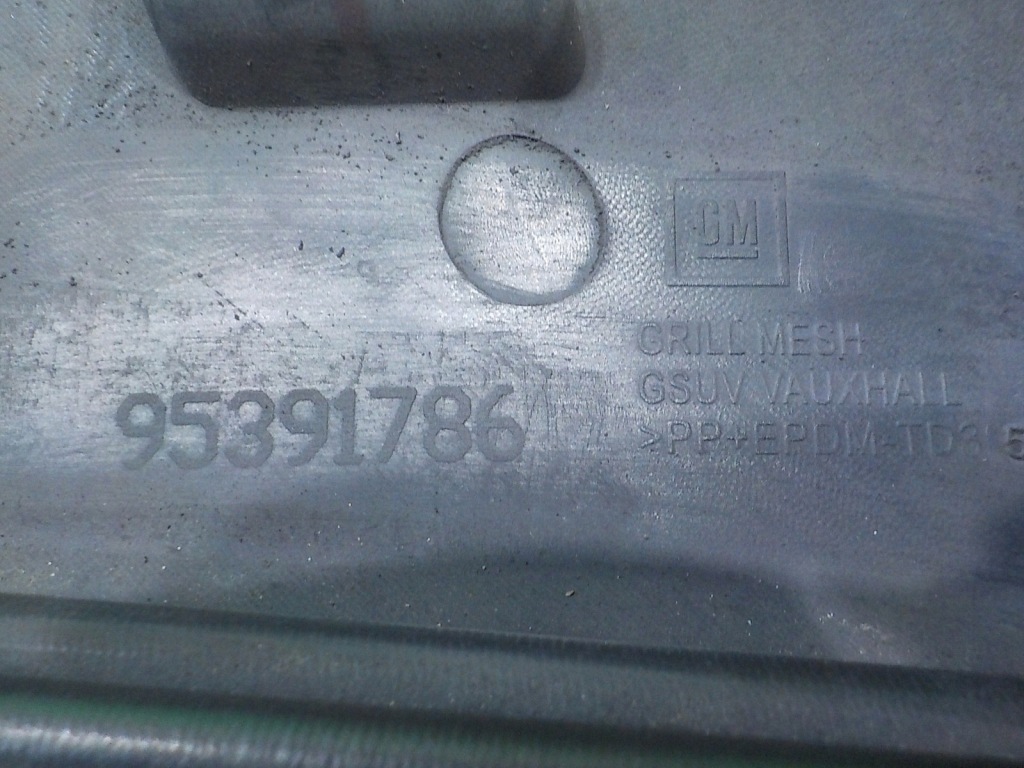 GM
GRILL MESH
GSUV VAUXHALL
95391786
>PP+EPDM-TD